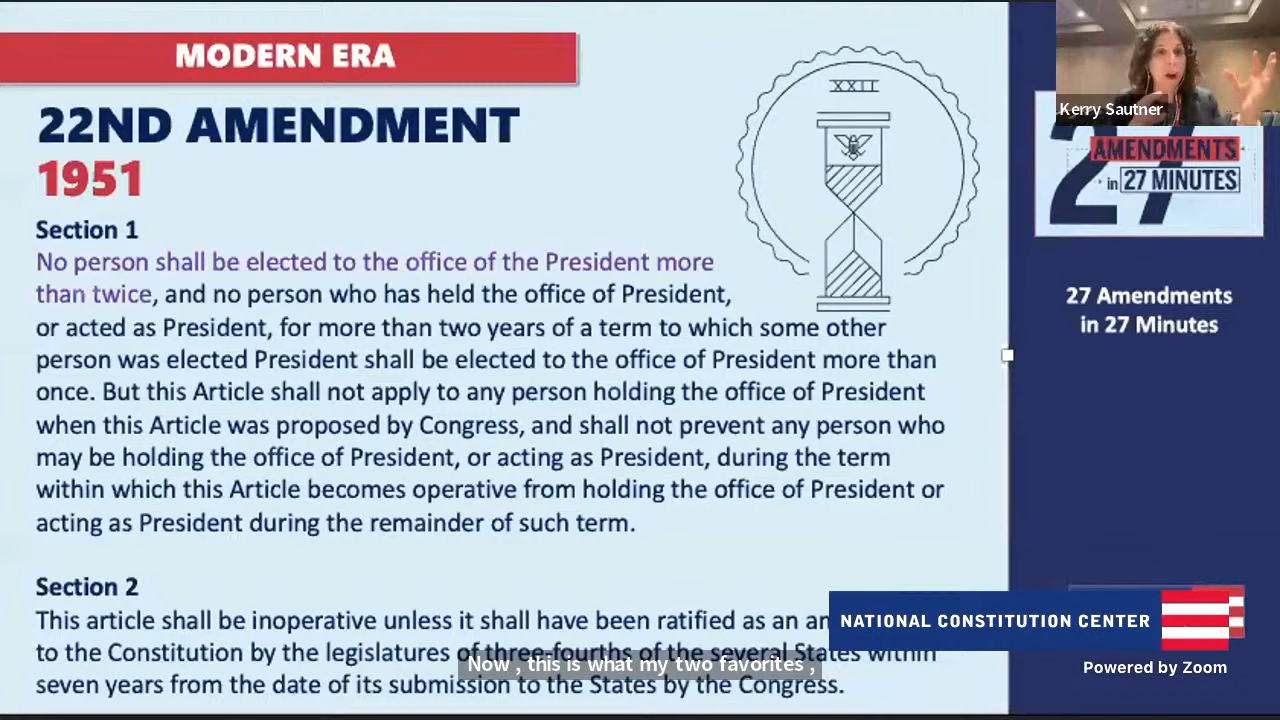 MODERN ERA
22ND AMENDMENT
1951
XXII
Section 1
No person shall be elected to the office of the President more
than twice, and no person who has held the office of President,
or acted as President, for more than two years of a term to which some other
person was elected President shall be elected to the office of President more than
once. But this Article shall not apply to any person holding the office of President
when this Article was proposed by Congress, and shall not prevent any person who
may be holding the office of President, or acting as President, during the term
within which this Article becomes operative from holding the office of President or
acting as President during the remainder of such term.
Section 2
This article shall be inoperative unless it shall have been ratified as an
to the Constitution by the legislatures of three-fourths of the several States within
seven years from the date of its submission to the States by the Congress.
Now , this is what my two favorites ,
Kerry Sautner
27
AMENDMENTS
in 27 MINUTES
27 Amendments
in 27 Minutes
NATIONAL CONSTITUTION CENTER
Powered by Zoom